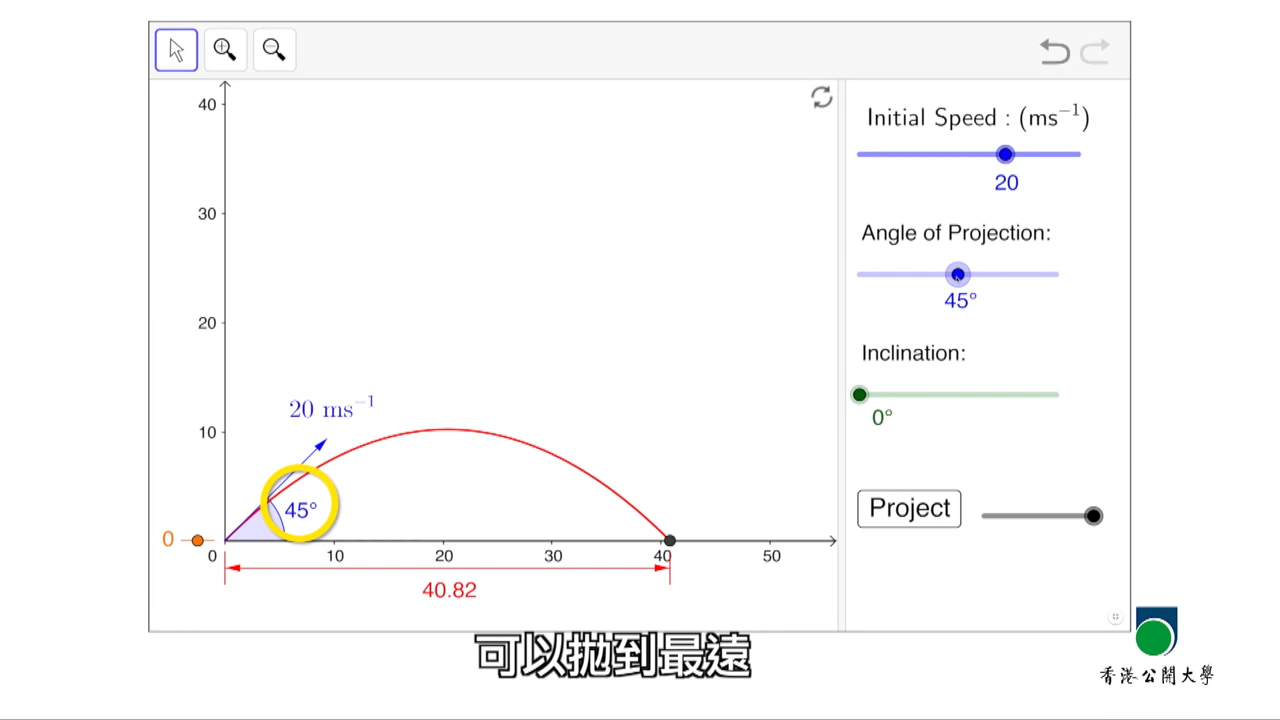 Initial Speed : (ms⁻¹)
20
Angle of Projection:
45°
Inclination:
0°
Project
40
30
20
10
20 ms⁻¹
45°
0
0
10
20
30
40
50
40.82
可以拋到最遠
香港公開大學